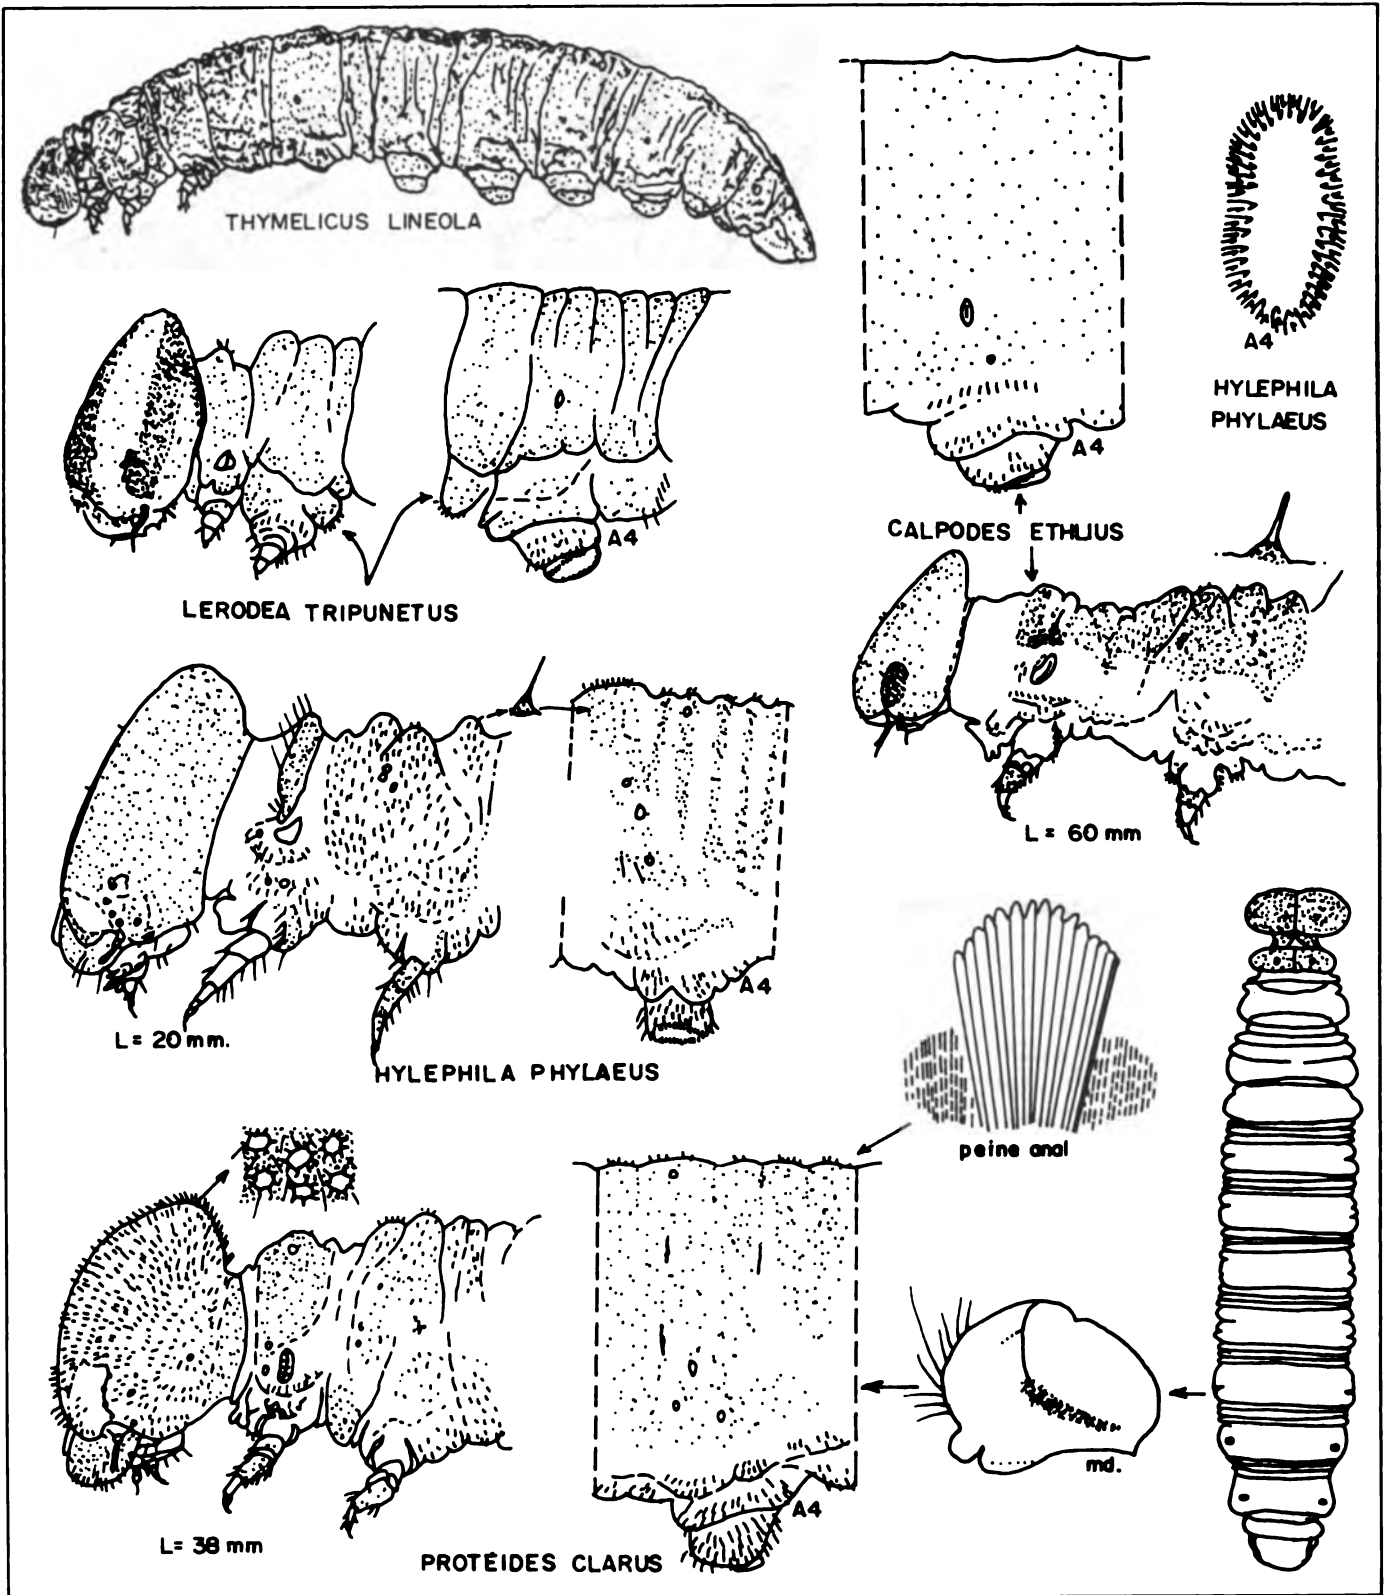 THYMELICUS LINEOLA
A4
HYLEPHILA
PHYLAEUS
A4
CALPODES ETHLIUS
A4
LERODEA TRIPUNETUS
L = 60 mm
A4
L = 20 mm.
HYLEPHILA PHYLAEUS
peine anal
md.
A4
L = 38 mm
PROTEIDES CLARUS